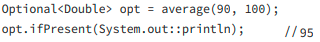 Optional<Double> opt = average(90, 100);
opt.ifPresent(System.out::println); //95